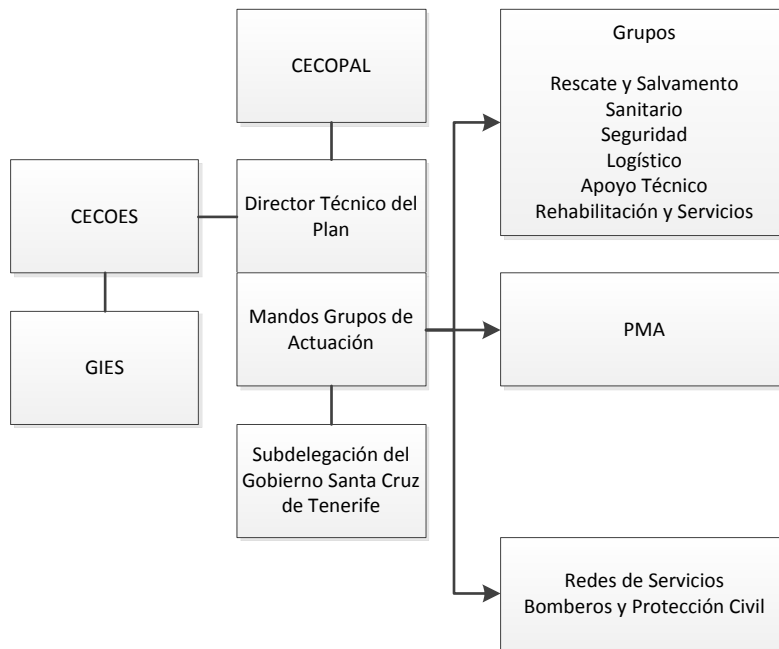 CECOPAL
CECOES
Director Técnico del
Plan
GIES
Mandos Grupos de
Actuación
Subdelegación del
Gobierno Santa Cruz
de Tenerife
Grupos
Rescate y Salvamento
Sanitario
Seguridad
Logístico
Apoyo Técnico
Rehabilitación y Servicios
PMA
Redes de Servicios
Bomberos y Protección Civil